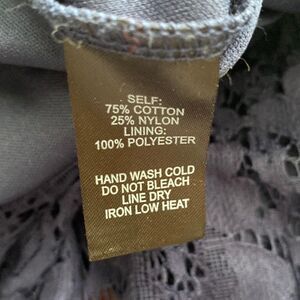 SELF:
75% COTTON
25% NYLON
LINING:
100% POLYESTER
HAND WASH COLD
DO NOT BLEACH
LINE DRY
IRON LOW HEAT